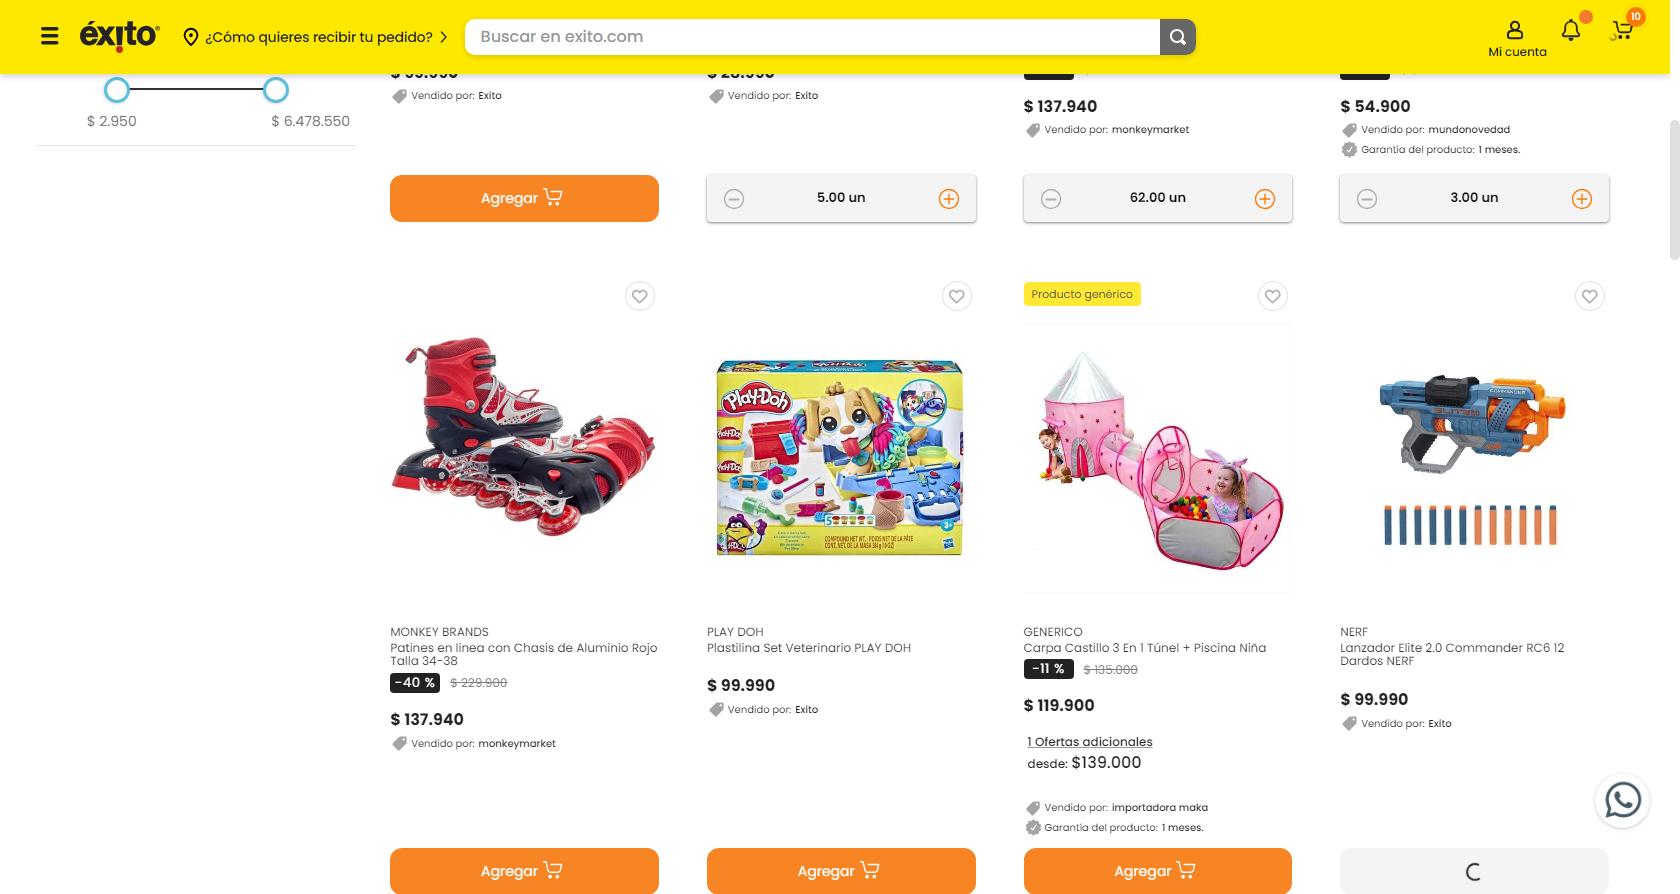 éxito
¿Cómo quieres recibir tu pedido?
Buscar en exito.com
Mi cuenta
10
$ 2.950
$ 6.478.550
Vendido por: Exito
Agregar
Vendido por: Exito
5.00 un
$ 137.940
Vendido por: monkeymarket
62.00 un
$ 54.900
Vendido por: mundonovedad
Garantía del producto: 1 meses.
3.00 un
MONKEY BRANDS
Patines en linea con Chasis de Aluminio Rojo
Talla 34-38
-40 %
$ 229.900
$ 137.940
Vendido por: monkeymarket
Agregar
Play-Doh
PLAY DOH
Plastilina Set Veterinario PLAY DOH
$ 99.990
Vendido por: Exito
Agregar
Producto genérico
GENERICO
Carpa Castillo 3 En 1 Túnel + Piscina Niña
-11 %
$ 135.000
$ 119.900
1 Ofertas adicionales
desde: $139.000
Vendido por: importadora maka
Garantía del producto: 1 meses.
Agregar
NERF
Lanzador Elite 2.0 Commander RC6 12
Dardos NERF
$ 99.990
Vendido por: Exito